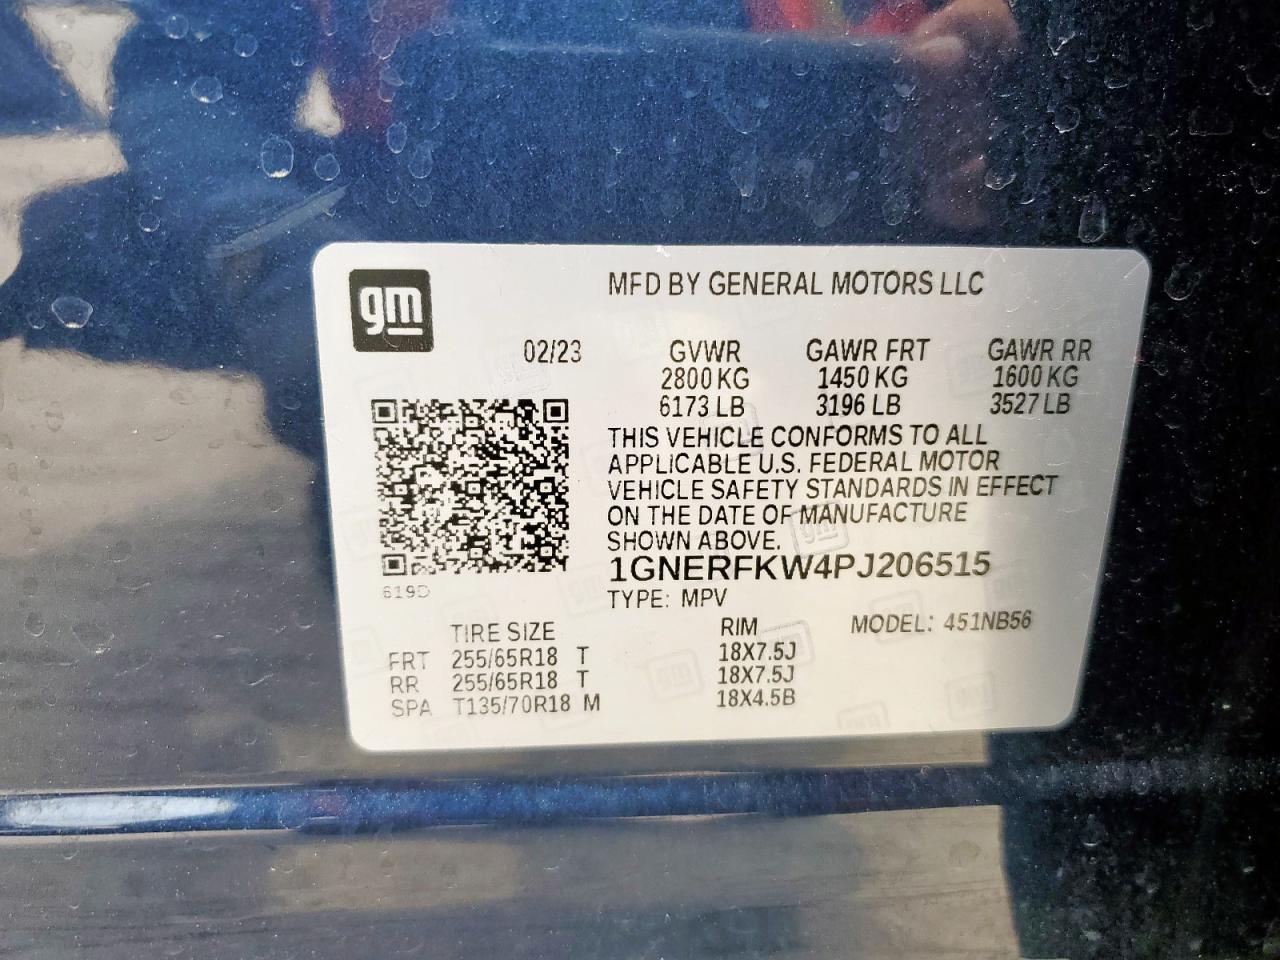 gm
MFD BY GENERAL MOTORS LLC
02/23 GVWR GAWR FRT GAWR RR
2800 KG 1450 KG 1600 KG
6173 LB 3196 LB 3527 LB
THIS VEHICLE CONFORMS TO ALL
APPLICABLE U.S. FEDERAL MOTOR
VEHICLE SAFETY STANDARDS IN EFFECT
ON THE DATE OF MANUFACTURE
SHOWN ABOVE.
1GNERFKW4PJ206515
619D
TYPE: MPV
TIRE SIZE RIM MODEL: 451NB56
FRT 255/65R18 T 18X7.5J
RR 255/65R18 T 18X7.5J
SPA T135/70R18 M 18X4.5B